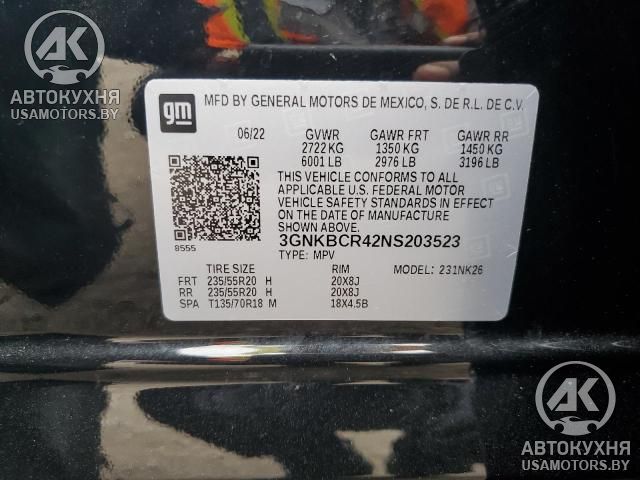 AK
АВТОКУХНЯ
USAMOTORS.BY
gm
MFD BY GENERAL MOTORS DE MEXICO, S. DE R.L. DE C.V.
06/22 GVWR GAWR FRT GAWR RR
2722 KG 1350 KG 1450 KG
6001 LB 2976 LB 3196 LB
THIS VEHICLE CONFORMS TO ALL
APPLICABLE U.S. FEDERAL MOTOR
VEHICLE SAFETY STANDARDS IN EFFECT
ON THE DATE OF MANUFACTURE
SHOWN ABOVE.
8555
3GNKBCR42NS203523
TYPE: MPV MODEL: 231NK26
TIRE SIZE RIM
FRT 235/55R20 H 20X8J
RR 235/55R20 H 20X8J
SPA T135/70R18 M 18X4.5B
AK
АВТОКУХНЯ
USAMOTORS.BY